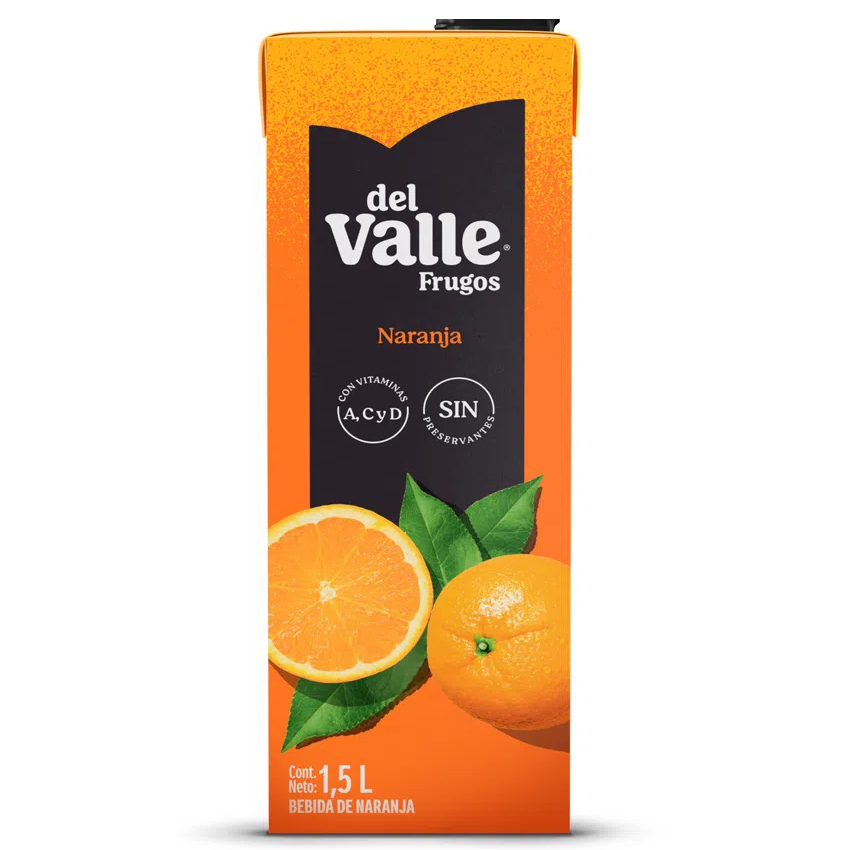 del
Valle®
Frugos
Naranja
CON VITAMINAS
A, C y D
SIN
PRESERVANTES
Cont.
Neto: 1,5 L
BEBIDA DE NARANJA